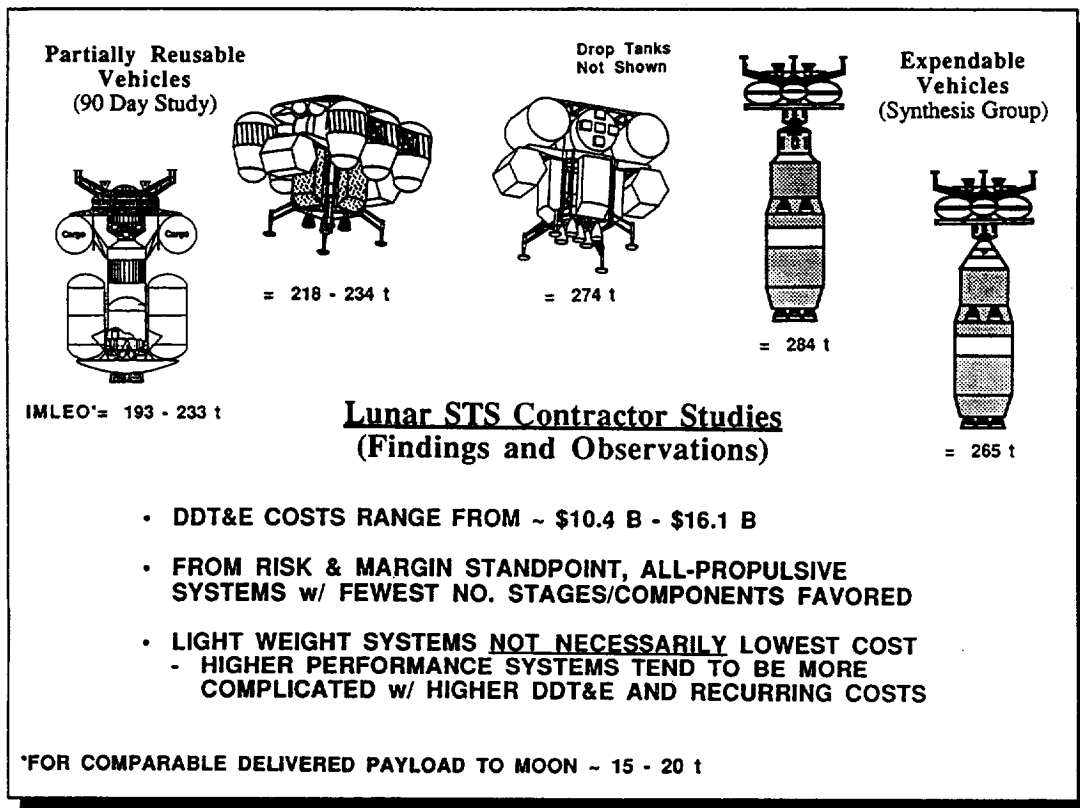 Partially Reusable
Vehicles
(90 Day Study)
Drop Tanks
Not Shown
Expendable
Vehicles
(Synthesis Group)
Cargo
Cargo
= 218 - 234 t
= 274 t
= 284 t
IMLEO*= 193 - 233 t
= 265 t
Lunar STS Contractor Studies
(Findings and Observations)
• DDT&E COSTS RANGE FROM ~ $10.4 B - $16.1 B
• FROM RISK & MARGIN STANDPOINT, ALL-PROPULSIVE
SYSTEMS w/ FEWEST NO. STAGES/COMPONENTS FAVORED
• LIGHT WEIGHT SYSTEMS NOT NECESSARILY LOWEST COST
- HIGHER PERFORMANCE SYSTEMS TEND TO BE MORE
COMPLICATED w/ HIGHER DDT&E AND RECURRING COSTS
*FOR COMPARABLE DELIVERED PAYLOAD TO MOON ~ 15 - 20 t